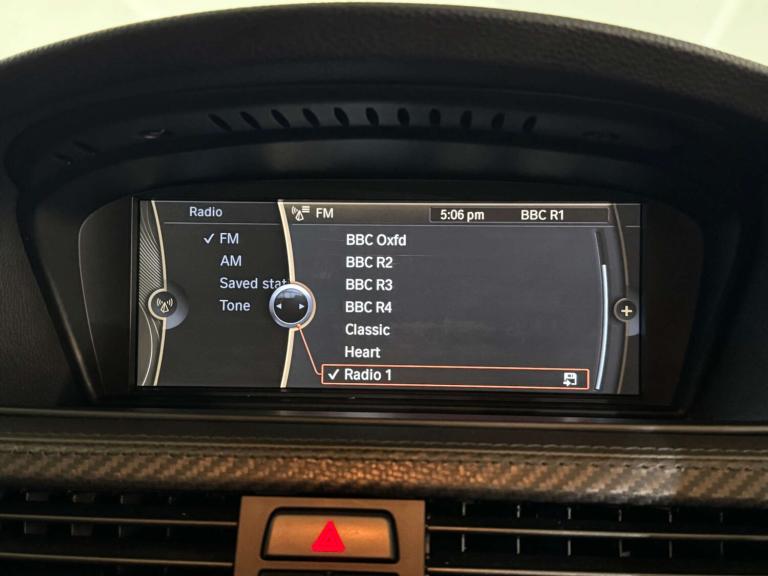 Radio
FM
5:06 pm
BBC R1
✓ FM
AM
Saved stat
Tone
BBC Oxfd
BBC R2
BBC R3
BBC R4
Classic
Heart
✓ Radio 1